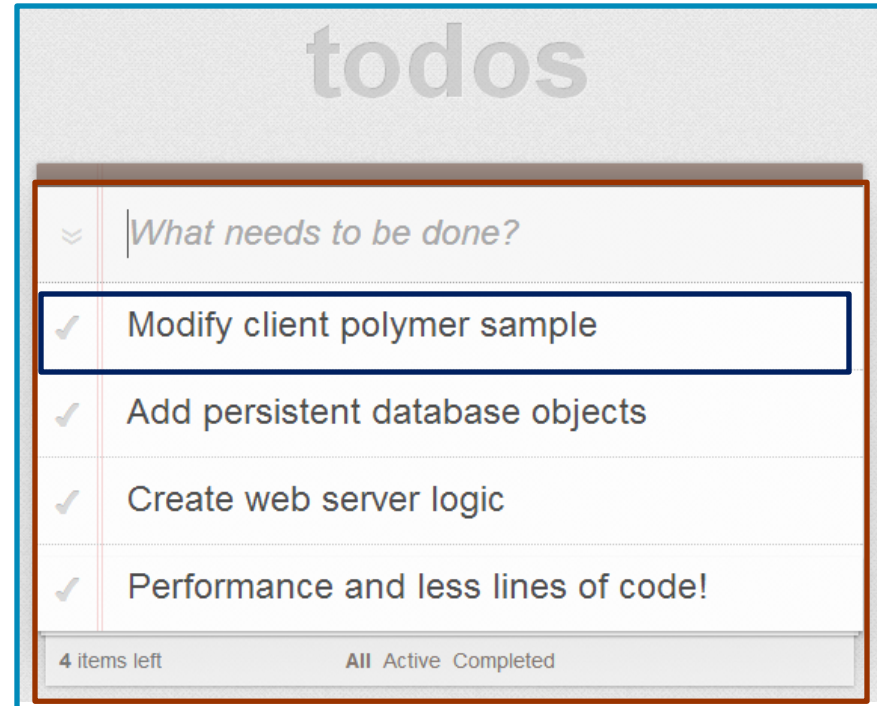 todos
What needs to be done?
Modify client polymer sample
Add persistent database objects
Create web server logic
Performance and less lines of code!
4 items left All Active Completed